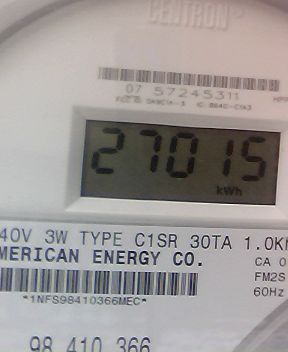 CENTRON®
07 57245311
27015
kWh
40V 3W TYPE C1SR 30TA 1.0K
MERICAN ENERGY CO.
CA 0
FM2S
60Hz
*1NFS98410366MEC*
98 410 366